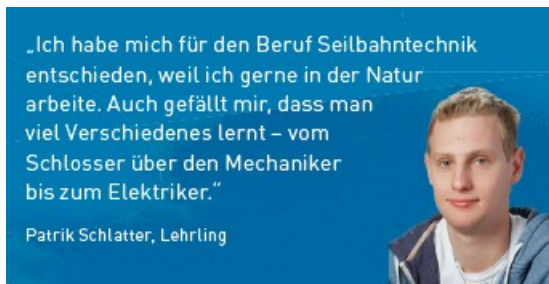 „Ich habe mich für den Beruf Seilbahntechnik
entschieden, weil ich gerne in der Natur
arbeite. Auch gefällt mir, dass man
viel Verschiedenes lernt – vom
Schlosser über den Mechaniker
bis zum Elektriker.“
Patrik Schlatter, Lehrling